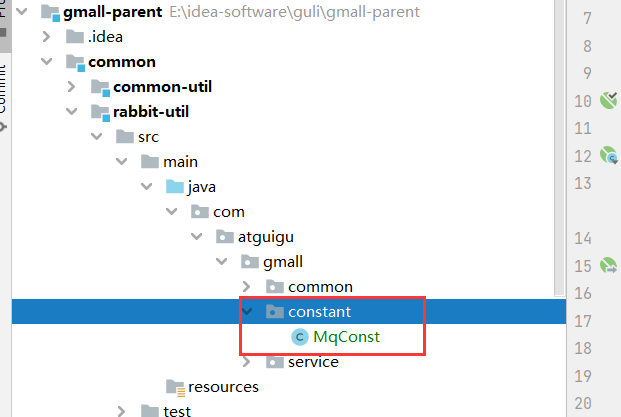 gmall-parent E:\idea-software\guli\gmall-parent
.idea
common
common-util
rabbit-util
src
main
java
com
atguigu
gmall
common
constant
MqConst
service
resources
test
Commit
7
8
9
10
11
12
13
14
15
16
17
18
19
20